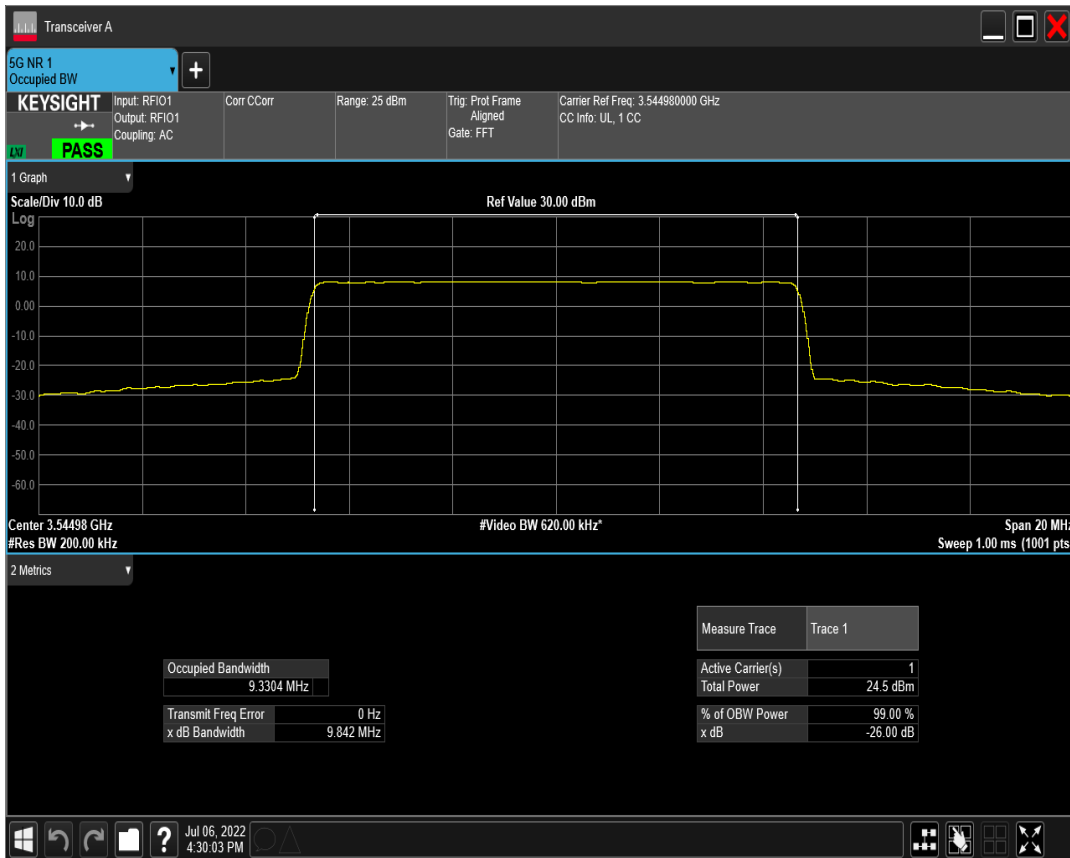 Transceiver A
5G NR 1
Occupied BW
+
KEYSIGHT
LXI
PASS
Input: RFIO1
Output: RFIO1
Coupling: AC
Corr CCorr
Range: 25 dBm
Trig: Prot Frame
Aligned
Gate: FFT
Carrier Ref Freq: 3.544980000 GHz
CC Info: UL, 1 CC
1 Graph
Scale/Div 10.0 dB
Ref Value 30.00 dBm
Log
20.0
10.0
0.00
-10.0
-20.0
-30.0
-40.0
-50.0
-60.0
Center 3.54498 GHz
#Video BW 620.00 kHz*
Span 20 MHz
#Res BW 200.00 kHz
Sweep 1.00 ms (1001 pts
2 Metrics
Measure Trace Trace 1
Occupied Bandwidth
9.3304 MHz
Active Carrier(s) 1
Total Power 24.5 dBm
Transmit Freq Error 0 Hz
x dB Bandwidth 9.842 MHz
% of OBW Power 99.00 %
x dB -26.00 dB
?
Jul 06, 2022
4:30:03 PM